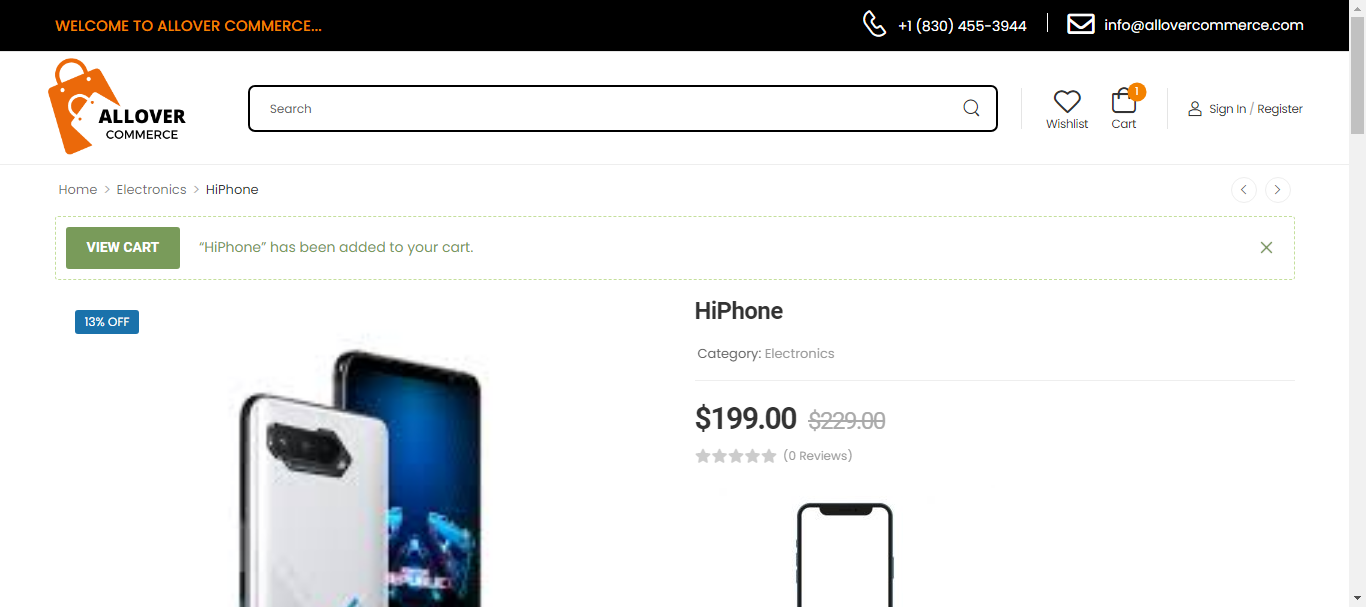 WELCOME TO ALLOVER COMMERCE...
+1 (830) 455-3944
info@allovercommerce.com
ALLOVER
COMMERCE
Search
1
Wishlist
Cart
Sign In / Register
Home > Electronics > HiPhone
VIEW CART
“HiPhone” has been added to your cart.
13% OFF
HiPhone
Category: Electronics
$199.00 $229.00
(0 Reviews)